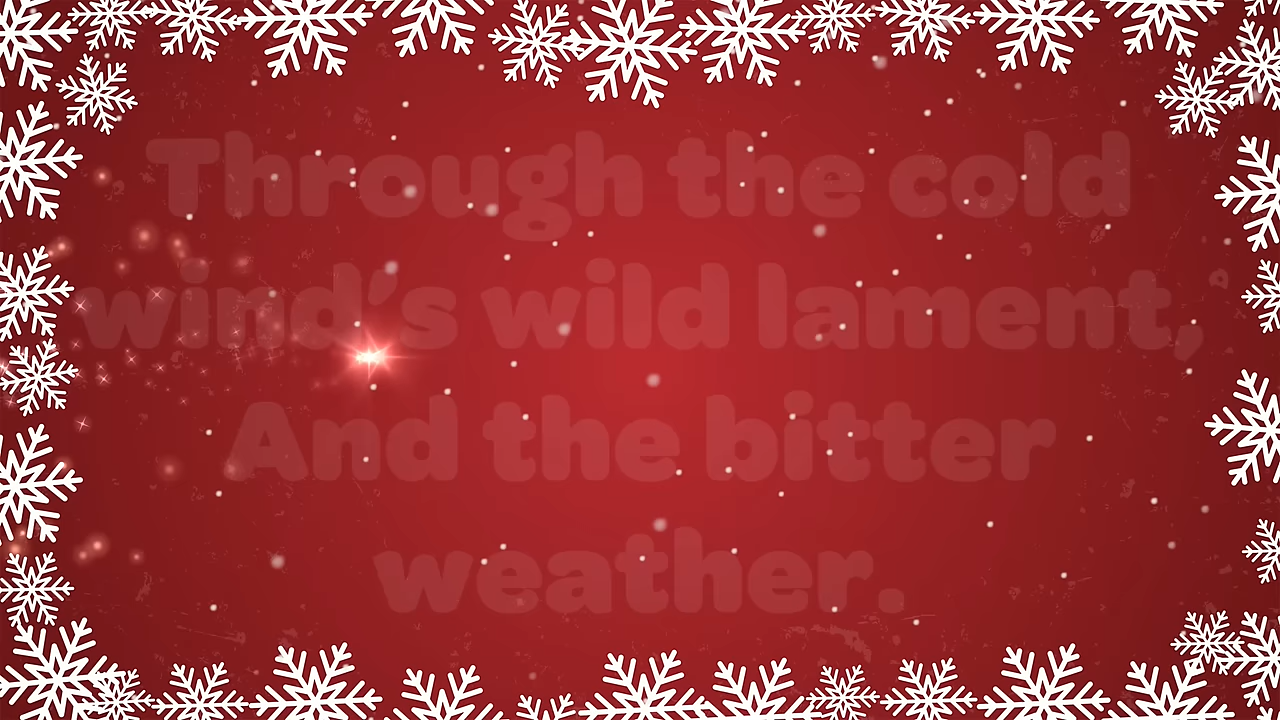 Through the cold
wind's wild lament,
And the bitter
weather.